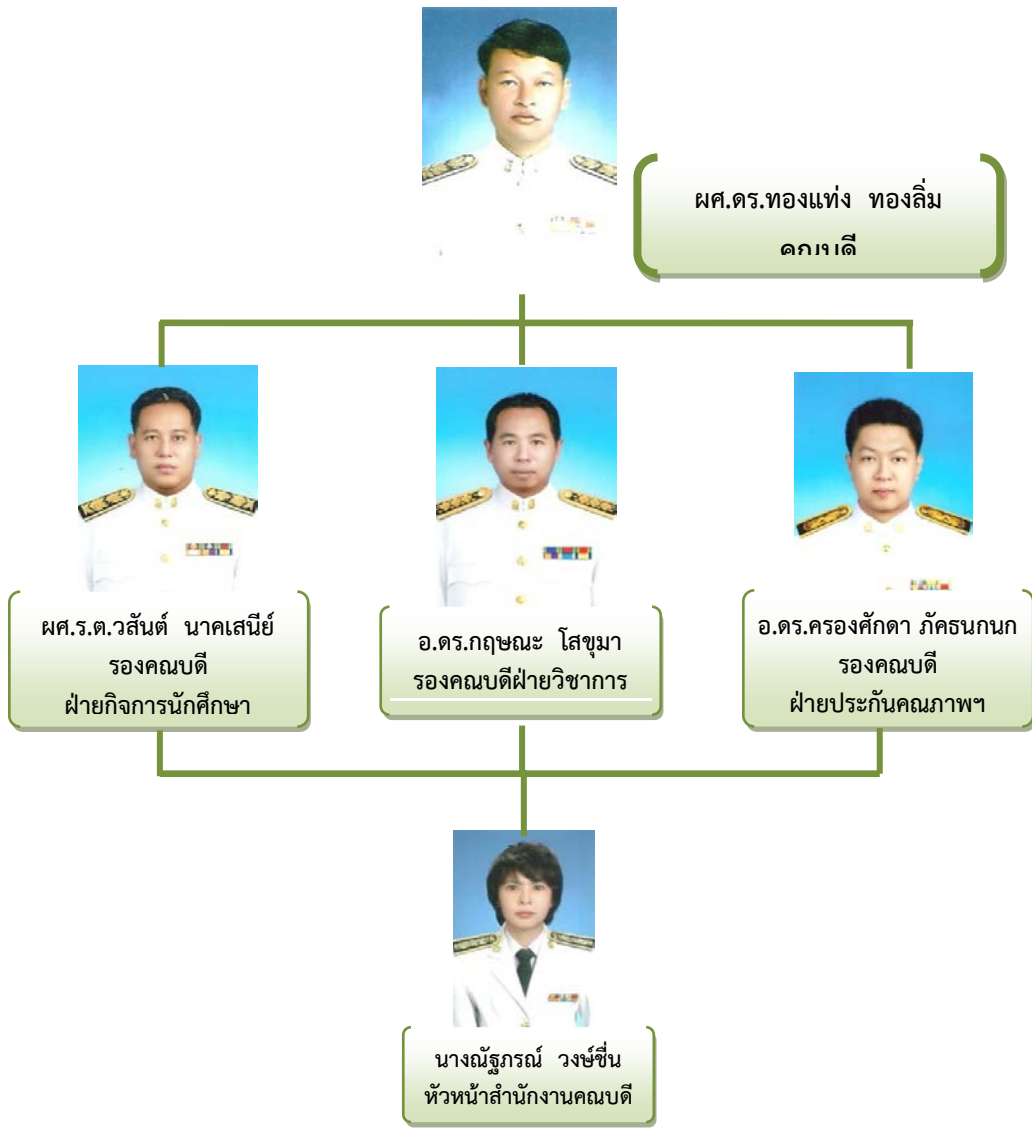 ผศ.ดร.ทองแท่ง ทองลิ่ม
คณบดี
ผศ.ร.ต.วสันต์ นาคเสนีย์
รองคณบดี
ฝ่ายกิจการนักศึกษา
อ.ดร.กฤษณะ โสขุมา
รองคณบดีฝ่ายวิชาการ
อ.ดร.ครองศักดา ภัคธนกนก
รองคณบดี
ฝ่ายประกันคุณภาพฯ
นางณัฐภรณ์ วงษ์ชื่น
หัวหน้าสำนักงานคณบดี